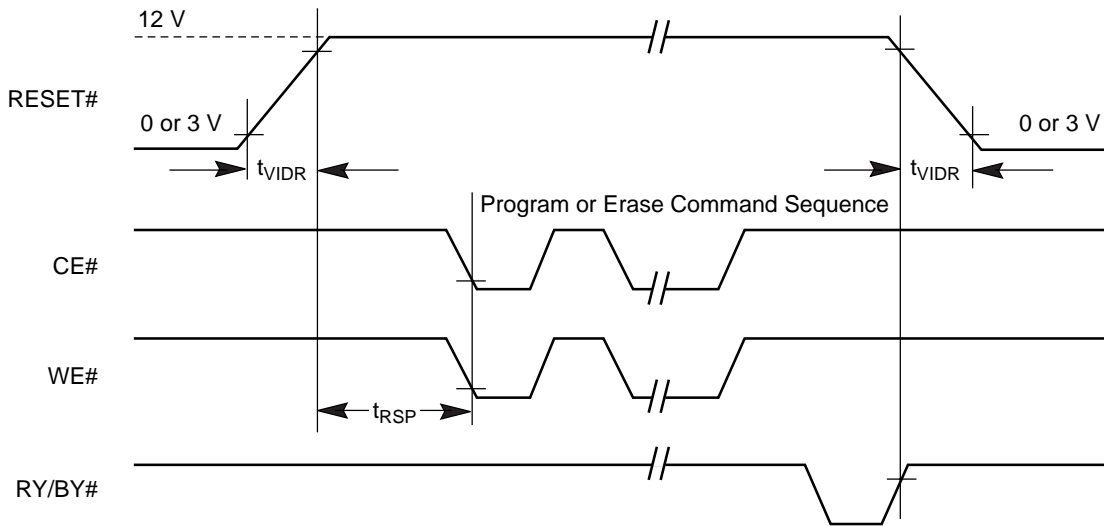 12 V
RESET#
0 or 3 V
0 or 3 V
tVIDR
tVIDR
Program or Erase Command Sequence
CE#
WE#
tRSP
RY/BY#